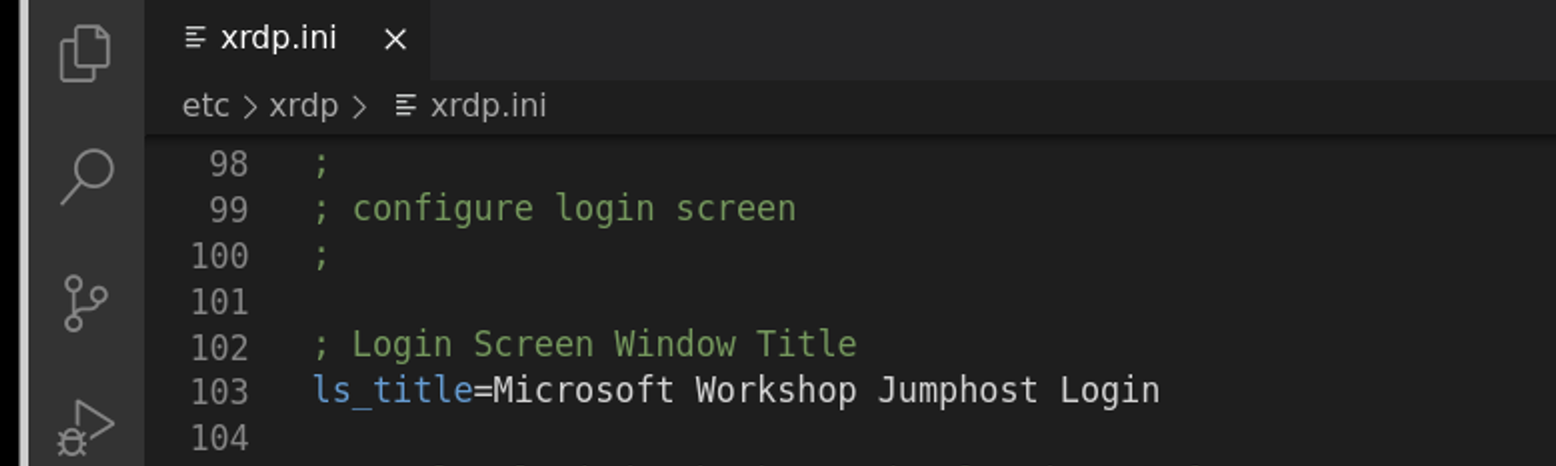 xrdp.ini
etc > xrdp > xrdp.ini
98 ;
99 ; configure login screen
100 ;
101
102 ; Login Screen Window Title
103 ls_title=Microsoft Workshop Jumphost Login
104